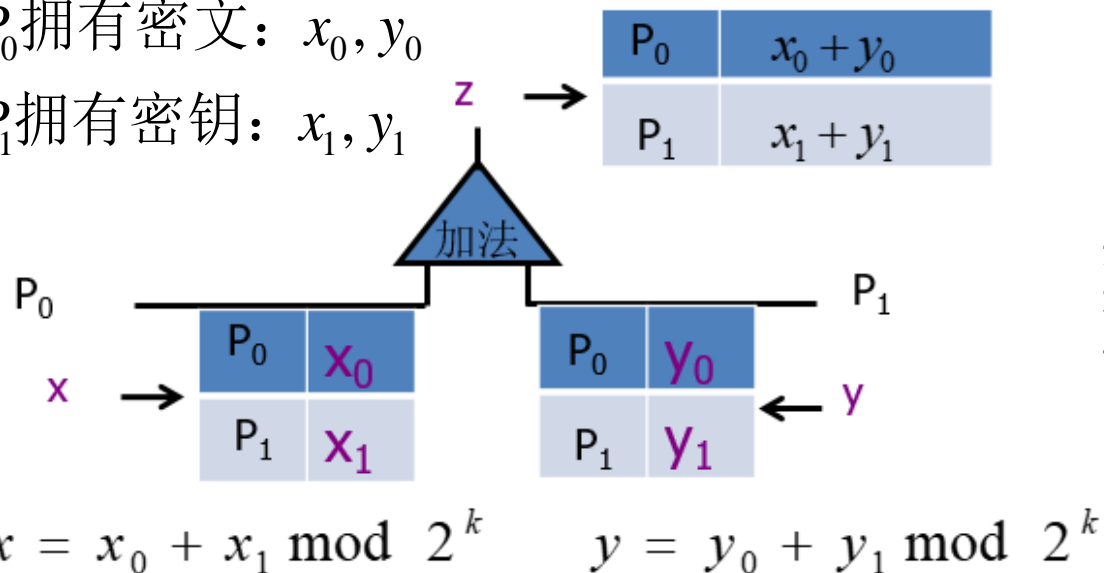 P₀拥有密文：x₀, y₀
P₁拥有密钥：x₁, y₁
z
P₀ x₀ + y₀
P₁ x₁ + y₁
加法
P₀
P₁
x
P₀ x₀
P₁ x₁
P₀ y₀
P₁ y₁
y
x = x₀ + x₁ mod 2ᵏ
y = y₀ + y₁ mod 2ᵏ